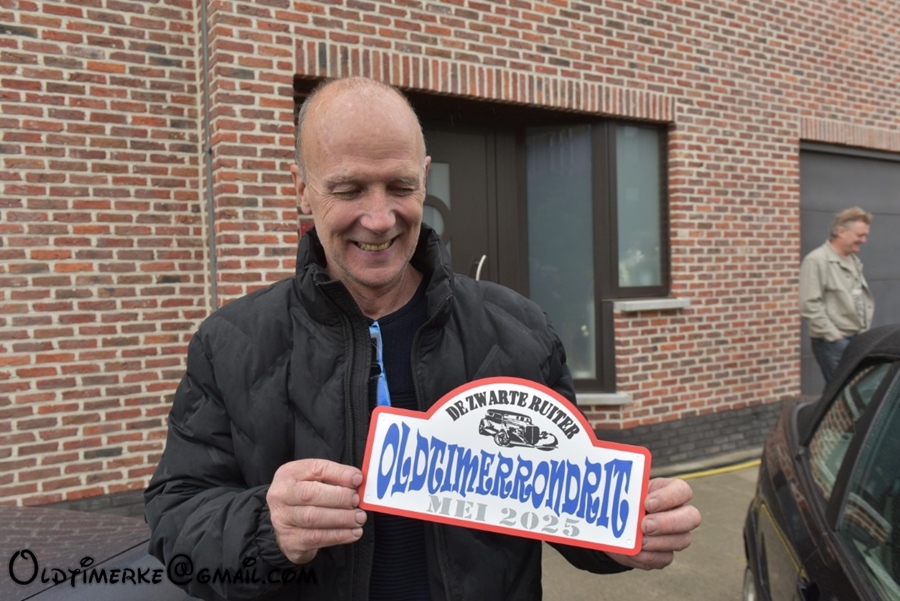 DE ZWARTE RUITER
OLDTIMERRONDRIT
MEI 2025
Oldtimerke@gmail.com